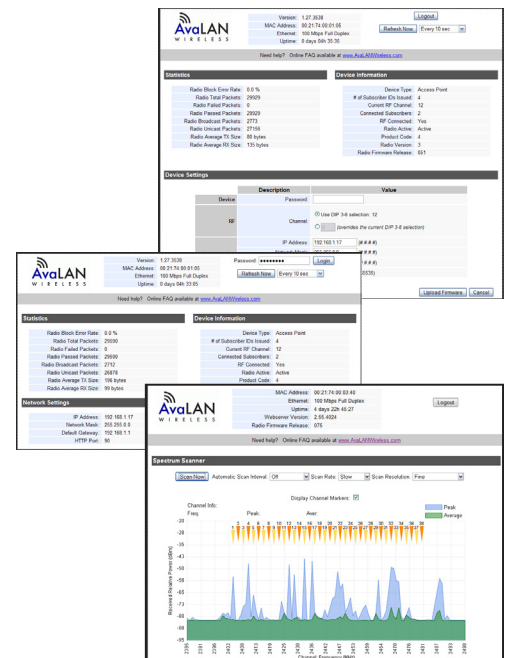 AvaLAN
WIRELESS
Version: 1.27.3538
MAC Address: 00:21:74:00:01:05
Ethernet: 100 Mbps Full Duplex
Uptime: 0 days 04h 35:30
Logout
Refresh Now Every 10 sec
Need help? Online FAQ available at www.AvaLANWireless.com
Statistics
Radio Block Error Rate: 0.0 %
Radio Total Packets: 29929
Radio Failed Packets: 0
Radio Passed Packets: 29929
Radio Broadcast Packets: 2773
Radio Unicast Packets: 27156
Radio Average TX Size: 80 bytes
Radio Average RX Size: 135 bytes
Device Information
Device Type: Access Point
# of Subscriber IDs Issued: 4
Current RF Channel: 12
Connected Subscribers: 2
RF Connected: Yes
Radio Active: Active
Product Code: 4
Radio Version: 3
Radio Firmware Release: 051
Device Settings
Description Value
Device Password:
RF Channel: Use DIP 3-8 selection: 12
(overrides the current DIP 3-8 selection)
IP Address: 192.168.1.17 (#.#.#.#)
Upload Firmware Cancel
AvaLAN
WIRELESS
Version: 1.27.3538
MAC Address: 00:21:74:00:01:05
Ethernet: 100 Mbps Full Duplex
Uptime: 0 days 04h 33:05
Password: Login
Refresh Now Every 10 sec
Need help? Online FAQ available at www.AvaLANWireless.com
Statistics
Radio Block Error Rate: 0.0 %
Radio Total Packets: 29600
Radio Failed Packets: 0
Radio Passed Packets: 29600
Radio Broadcast Packets: 2712
Radio Unicast Packets: 26878
Radio Average TX Size: 196 bytes
Radio Average RX Size: 99 bytes
Device Information
Device Type: Access Point
# of Subscriber IDs Issued: 4
Current RF Channel: 12
Connected Subscribers: 2
RF Connected: Yes
Radio Active: Active
Product Code: 4
Network Settings
IP Address: 192.168.1.17
Network Mask: 255.255.0.0
Default Gateway: 192.168.1.1
HTTP Port: 90
AvaLAN
WIRELESS
MAC Address: 00:21:74:00:03:40
Ethernet: 100 Mbps Full Duplex
Uptime: 4 days 22h 45:27
Webserver Version: 2.55.4024
Radio Firmware Release: 076
Logout
Need help? Online FAQ available at www.AvaLANWireless.com
Spectrum Scanner
Scan Now Automatic Scan Interval: Off Scan Rate: Slow Scan Resolution: Fine
Display Channel Markers:
Channel Info:
Freq: Peak: Aver:
Peak
Average
Received Relative Power (dBm)
Channel Frequency (MHz)